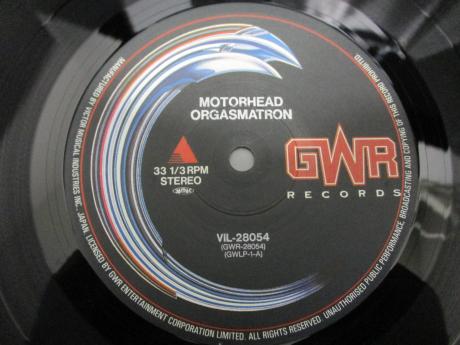 MOTORHEAD
ORGASMATRON
33 1/3 RPM
STEREO
GWR
RECORDS
VIL-28054
(GWR-28054)
(GWLP-1-A)
MANUFACTURED BY VICTOR MUSICAL INDUSTRIES INC. JAPAN. LICENSED BY GWR ENTERTAINMENT CORPORATION LIMITED. ALL RIGHTS RESERVED. UNAUTHORISED PUBLIC PERFORMANCE, BROADCASTING AND COPYING OF THIS RECORD PROHIBITED.